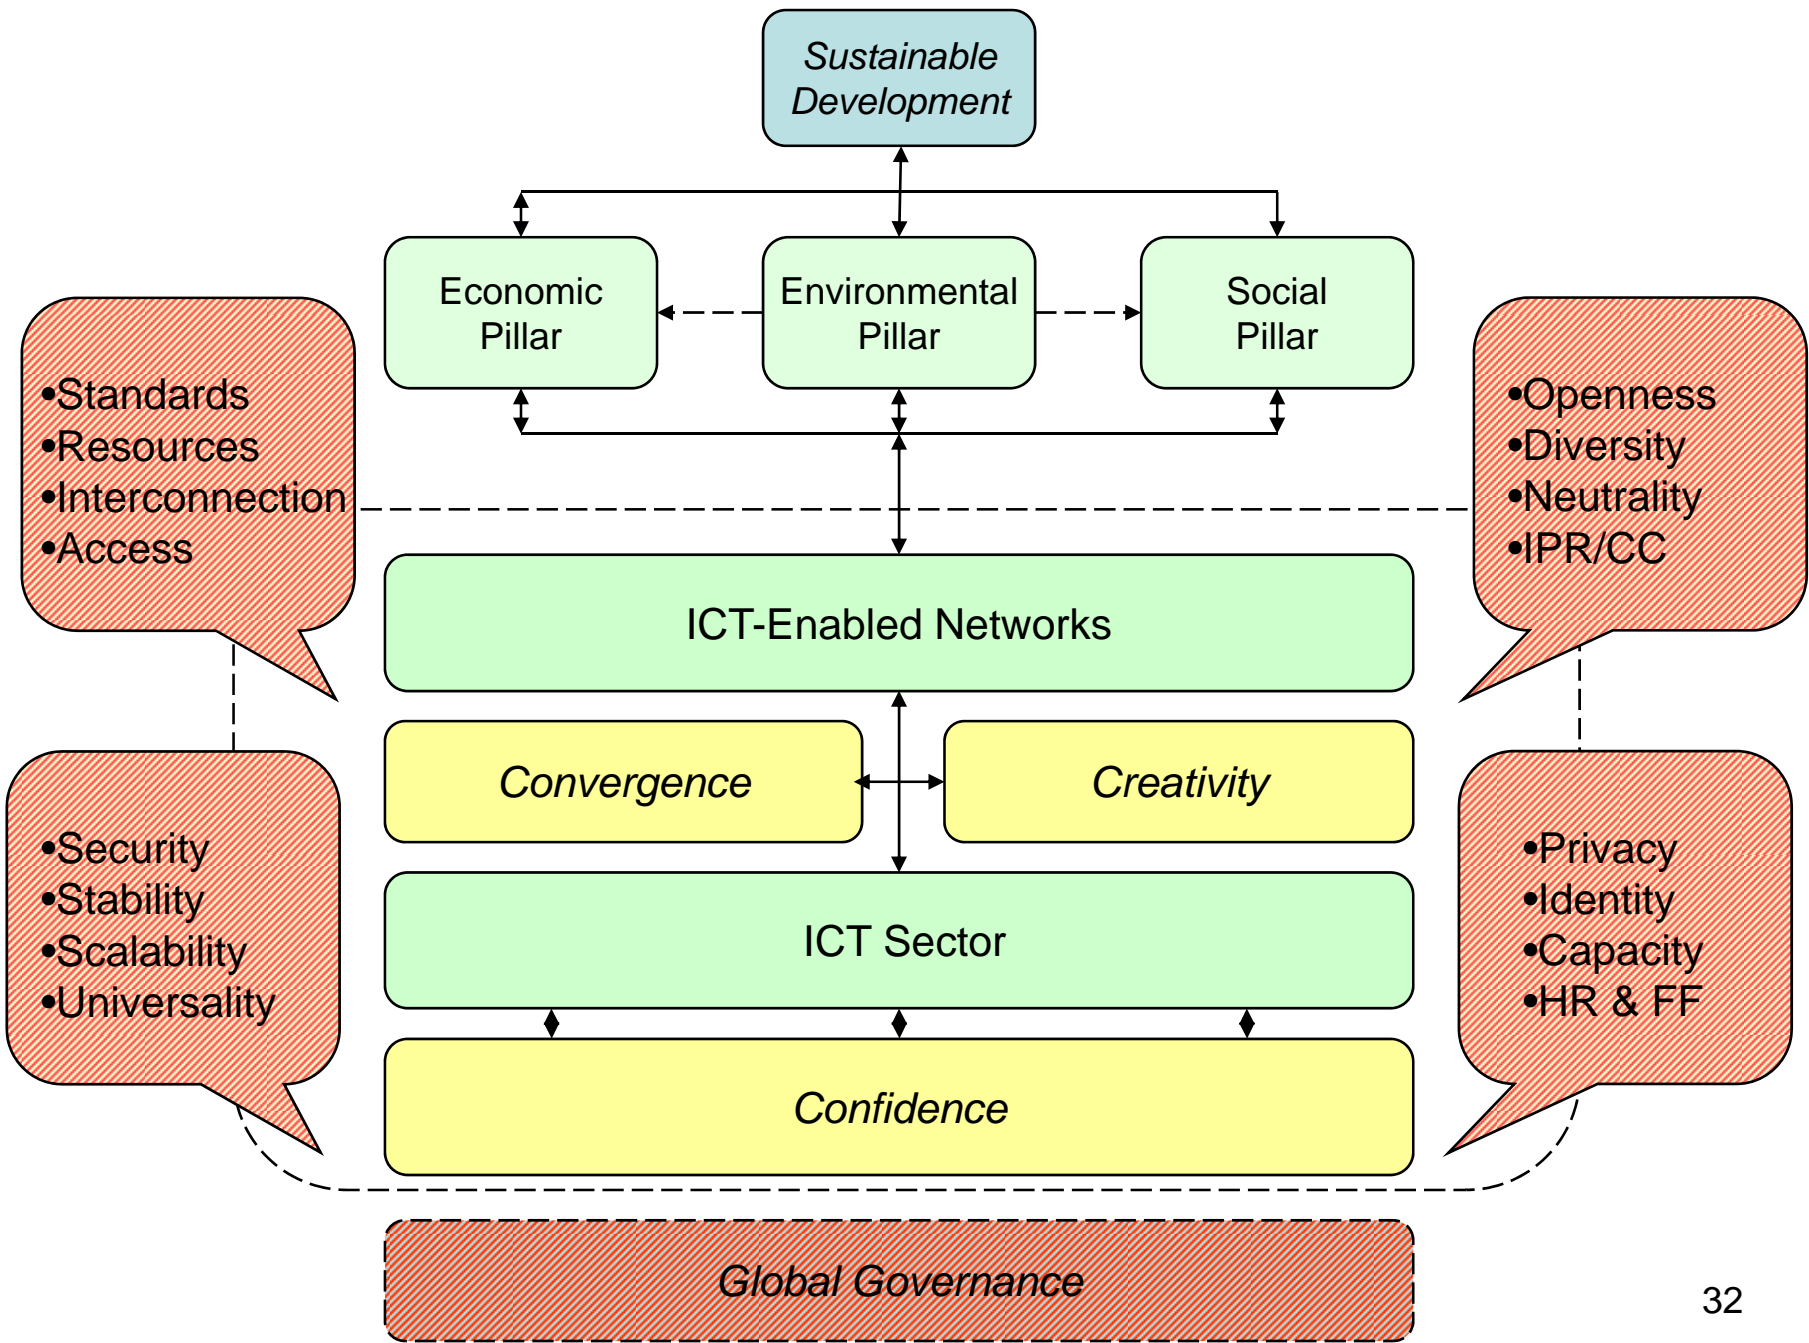 Sustainable
Development
Economic
Pillar
Environmental
Pillar
Social
Pillar
•Standards
•Resources
•Interconnection
•Access
•Openness
•Diversity
•Neutrality
•IPR/CC
ICT-Enabled Networks
Convergence
Creativity
•Security
•Stability
•Scalability
•Universality
•Privacy
•Identity
•Capacity
•HR & FF
ICT Sector
Confidence
Global Governance
32